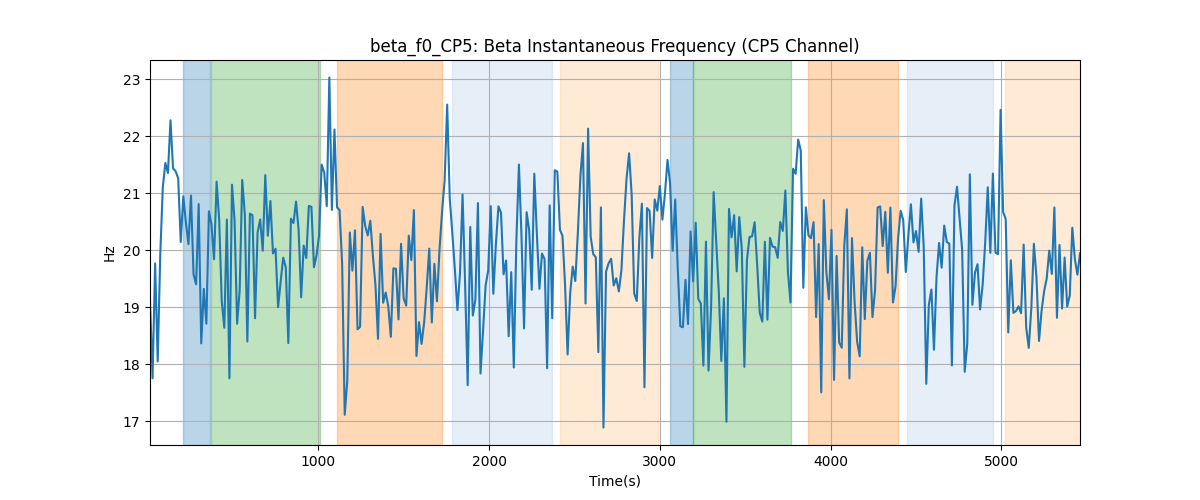 beta_f0_CP5: Beta Instantaneous Frequency (CP5 Channel)
23
22
21
20
19
18
17
Hz
1000 2000 3000 4000 5000
Time(s)